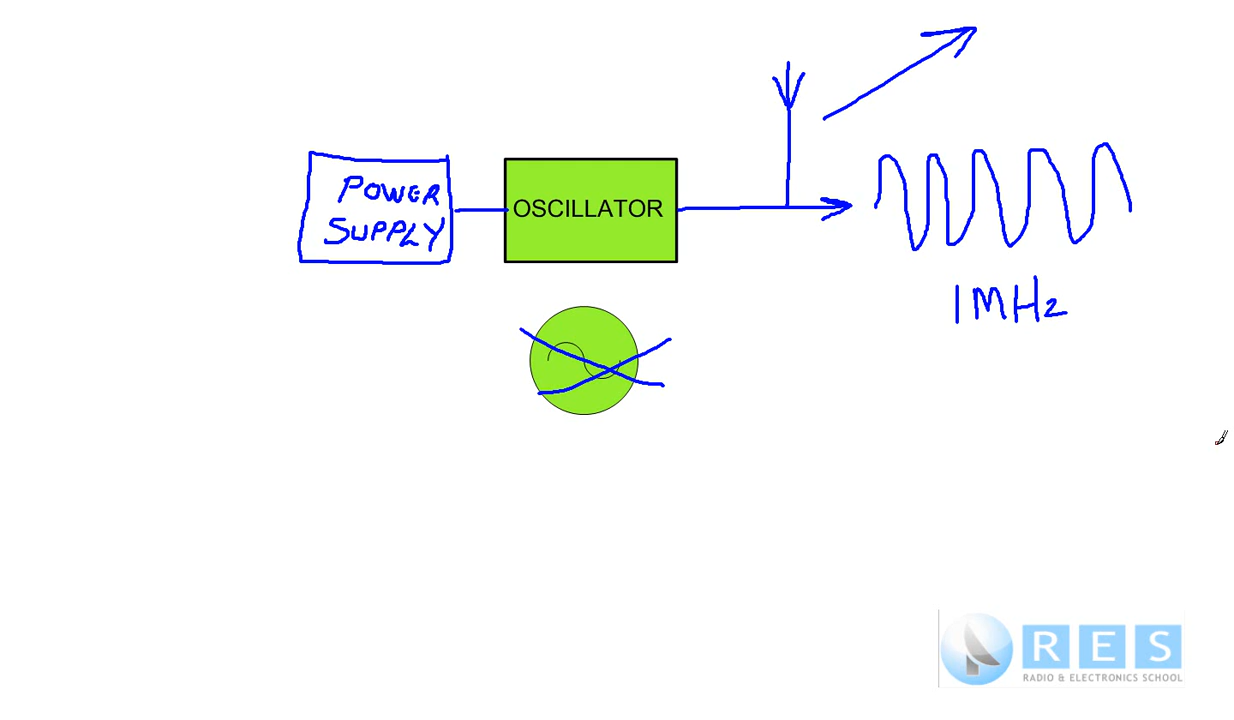 POWER
SUPPLY
OSCILLATOR
1MHz
RES
RADIO & ELECTRONICS SCHOOL